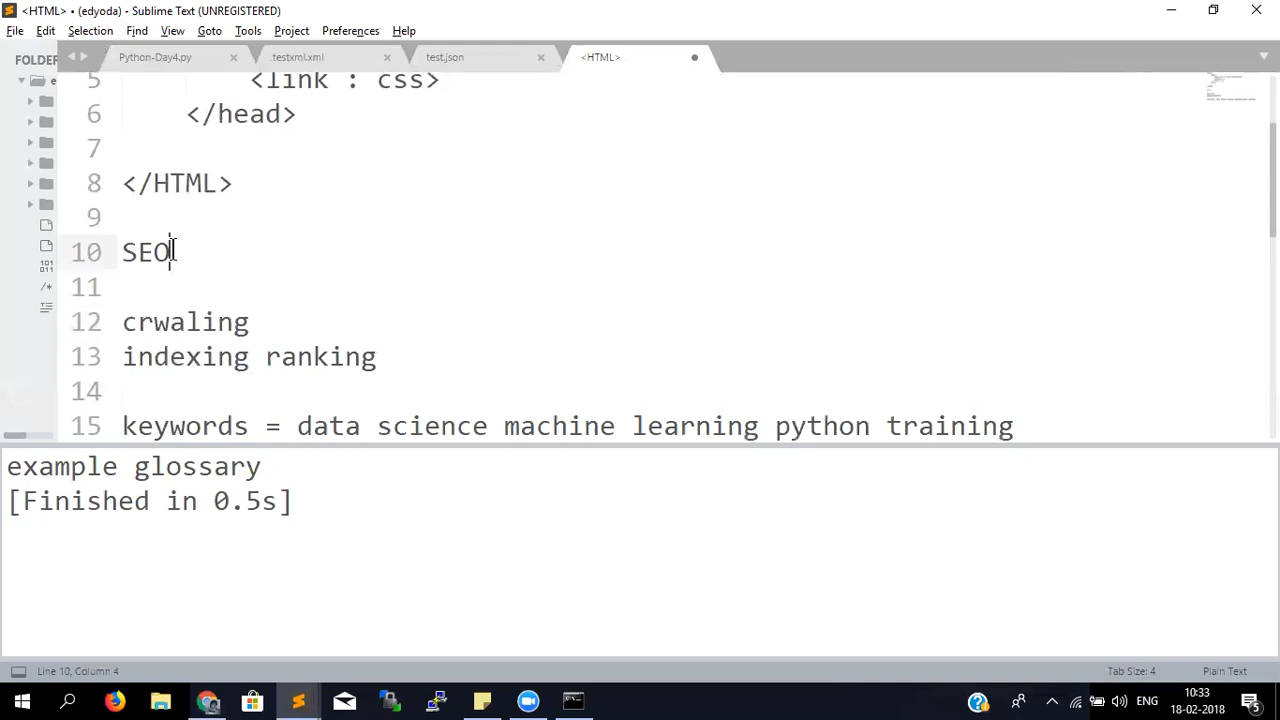 <HTML> • (edyoda) - Sublime Text (UNREGISTERED)
File Edit Selection Find View Goto Tools Project Preferences Help
FOLDER
Python-Day4.py
testxml.xml
test.json
<HTML>
5 <link : css>
6 </head>
7
8 </HTML>
9
10 SEO
11
12 crwaling
13 indexing ranking
14
15 keywords = data science machine learning python training
example glossary
[Finished in 0.5s]
Line 10, Column 4
Tab Size: 4
Plain Text
ENG
10:33
18-02-2018
5